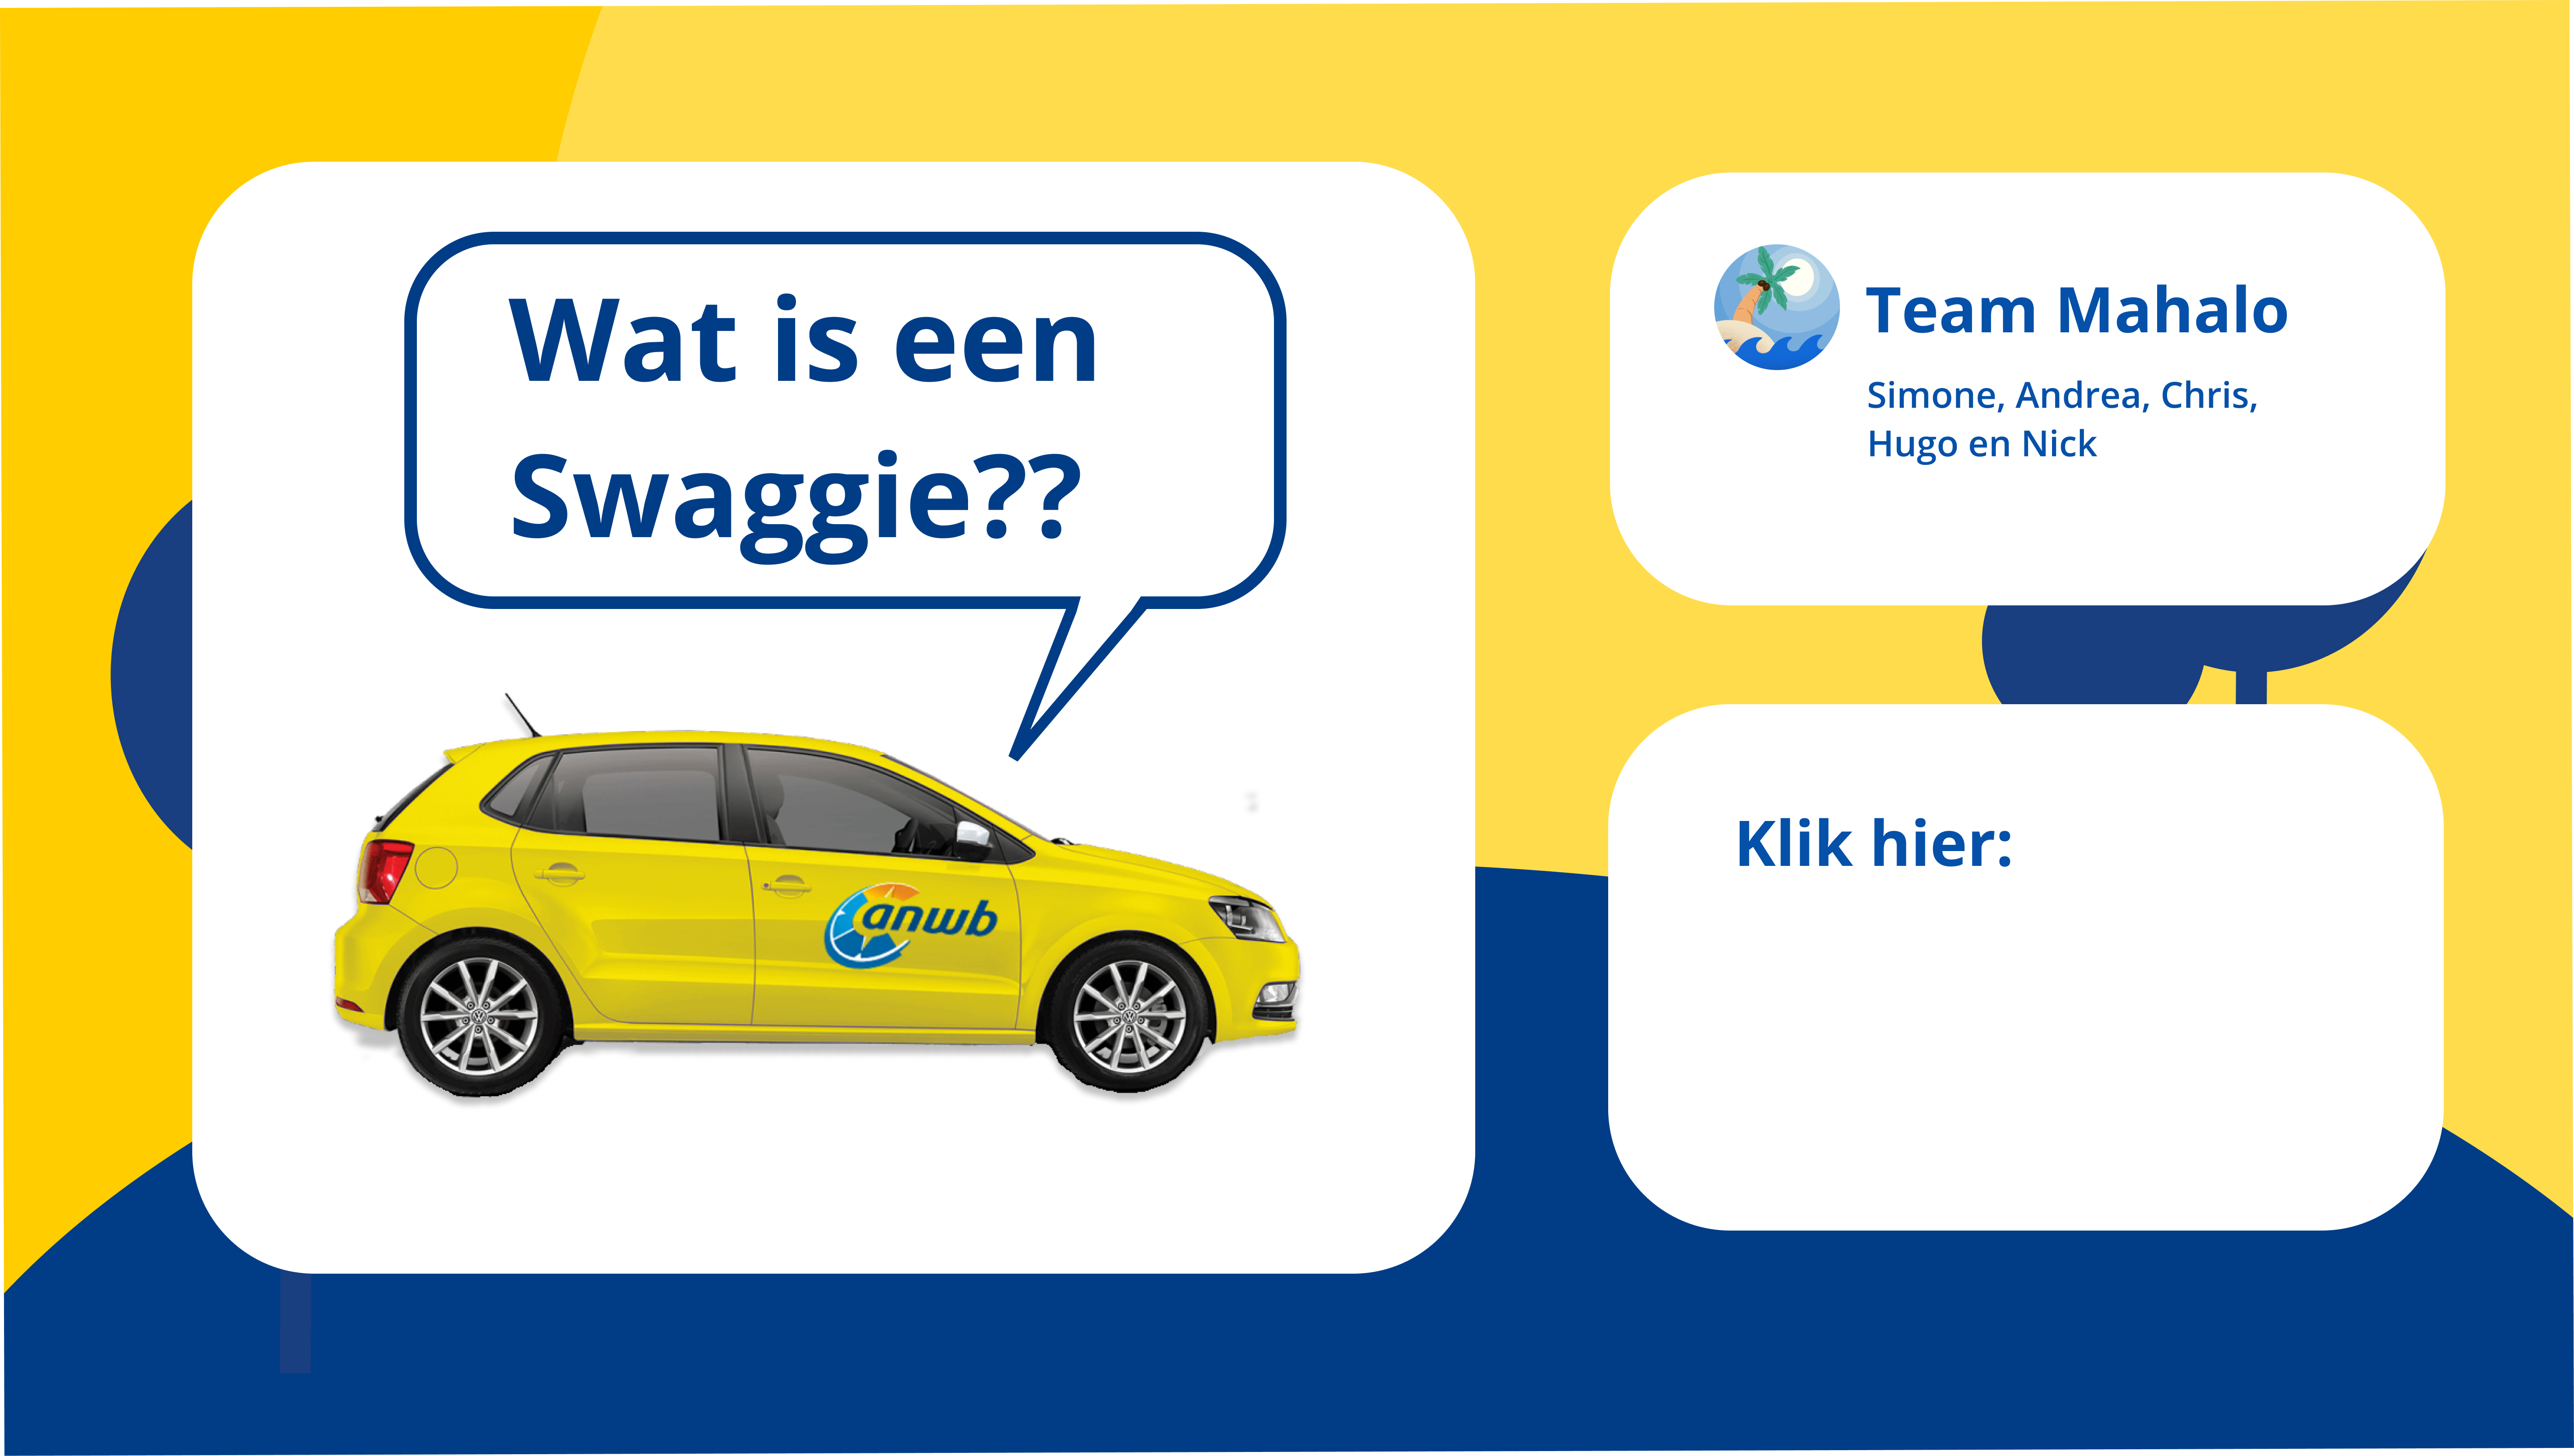 Wat is een
Swaggie??
anwb
Team Mahalo
Simone, Andrea, Chris,
Hugo en Nick
Klik hier: